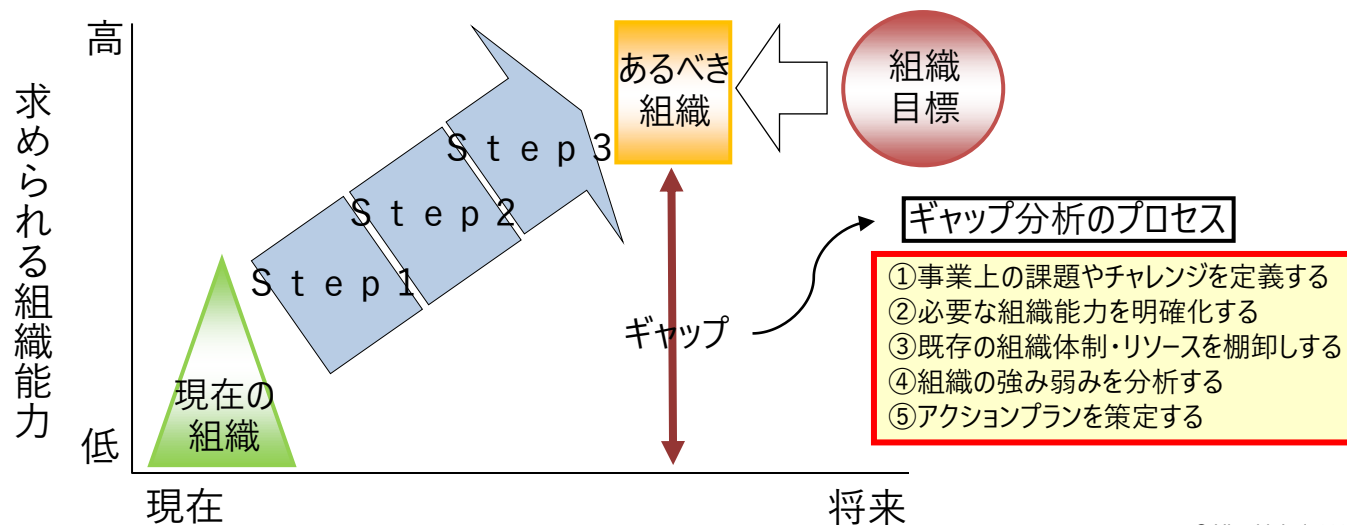 高
求められる組織能力
低
Step1
Step2
Step3
現在の
組織
あるべき
組織
組織
目標
ギャップ
ギャップ分析のプロセス
①事業上の課題やチャレンジを定義する
②必要な組織能力を明確化する
③既存の組織体制・リソースを棚卸しする
④組織の強み弱みを分析する
⑤アクションプランを策定する
現在
将来